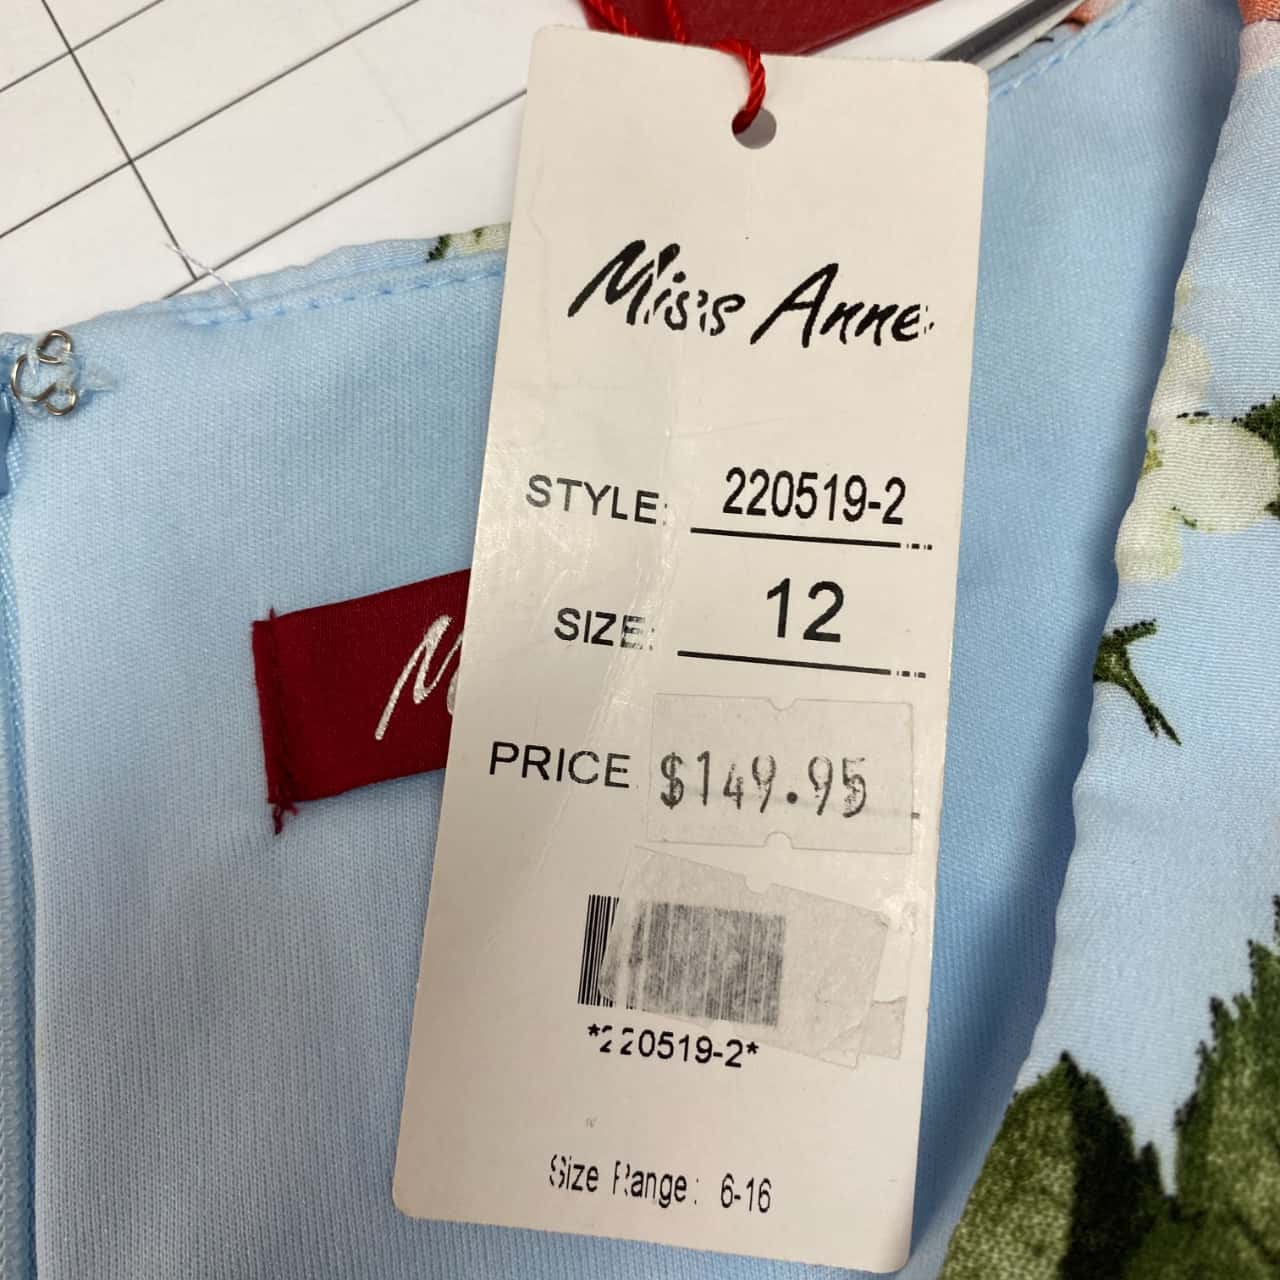 Miss Anne
STYLE: 220519-2
SIZE: 12
PRICE $149.95
*220519-2*
Size Range: 6-16
M